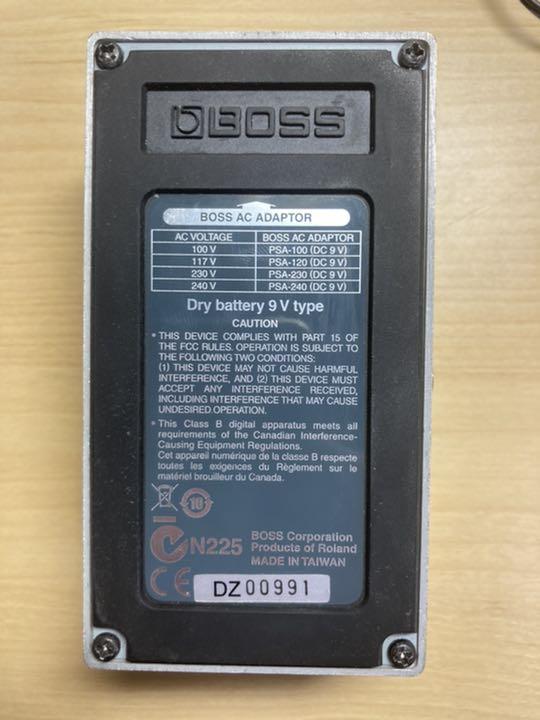 BOSS
BOSS AC ADAPTOR
AC VOLTAGE BOSS AC ADAPTOR
100 V PSA-100 (DC 9 V)
117 V PSA-120 (DC 9 V)
230 V PSA-230 (DC 9 V)
240 V PSA-240 (DC 9 V)
Dry battery 9 V type
CAUTION
* THIS DEVICE COMPLIES WITH PART 15 OF
THE FCC RULES. OPERATION IS SUBJECT TO
THE FOLLOWING TWO CONDITIONS:
(1) THIS DEVICE MAY NOT CAUSE HARMFUL
INTERFERENCE, AND (2) THIS DEVICE MUST
ACCEPT ANY INTERFERENCE RECEIVED,
INCLUDING INTERFERENCE THAT MAY CAUSE
UNDESIRED OPERATION.
* This Class B digital apparatus meets all
requirements of the Canadian Interference-
Causing Equipment Regulations.
Cet appareil numérique de la classe B respecte
toutes les exigences du Règlement sur le
matériel brouilleur du Canada.
10
N225
BOSS Corporation
Products of Roland
MADE IN TAIWAN
CE
DZ00991